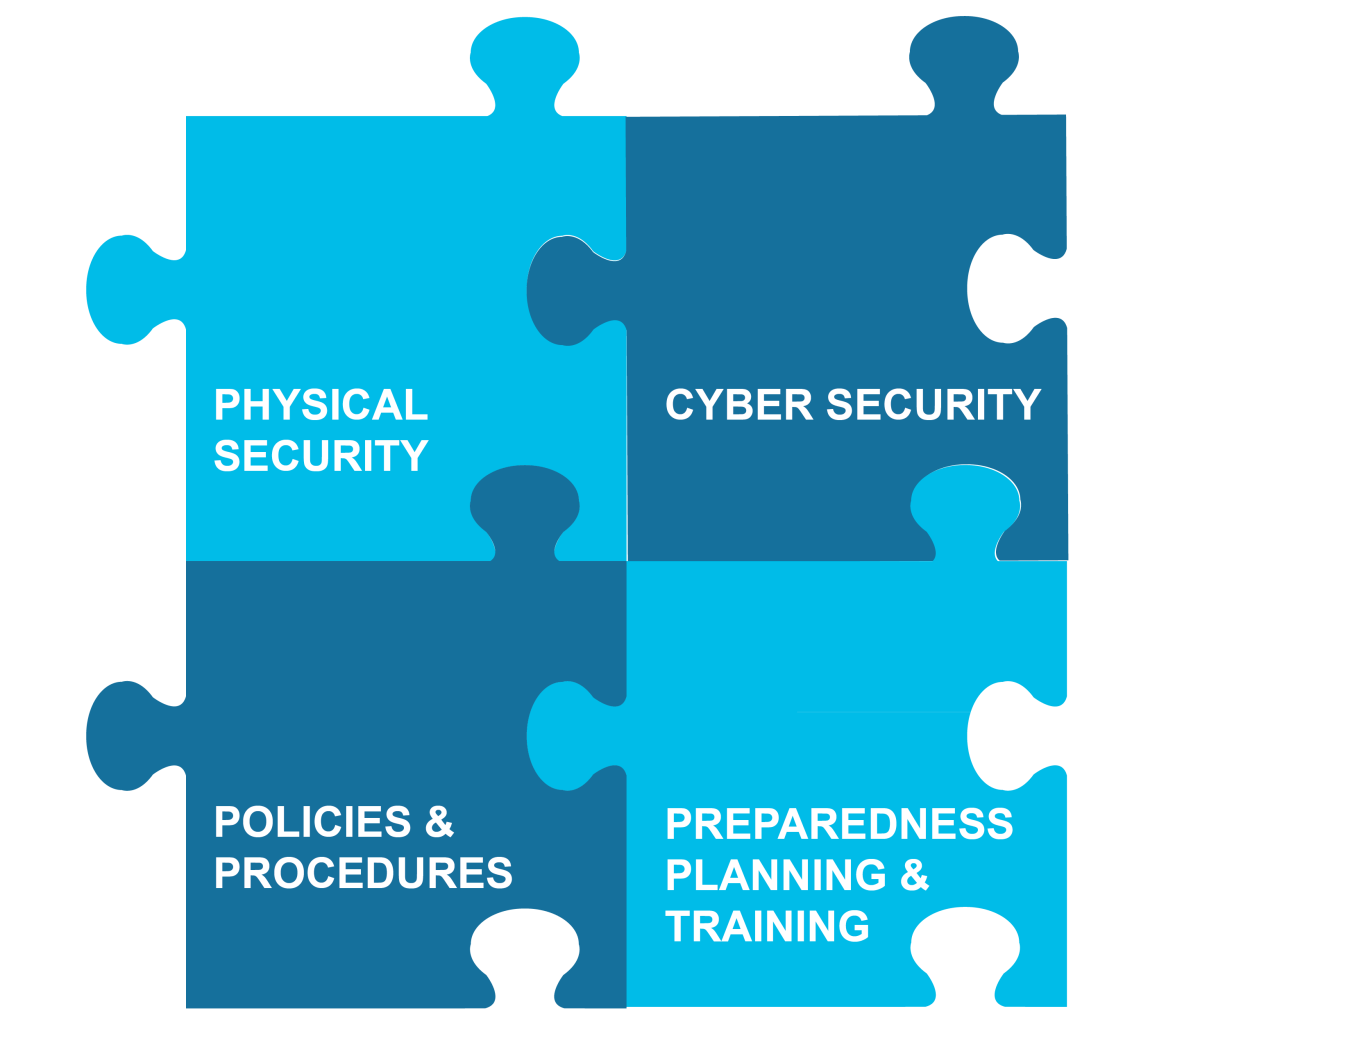 PHYSICAL
SECURITY
CYBER SECURITY
POLICIES &
PROCEDURES
PREPAREDNESS
PLANNING &
TRAINING